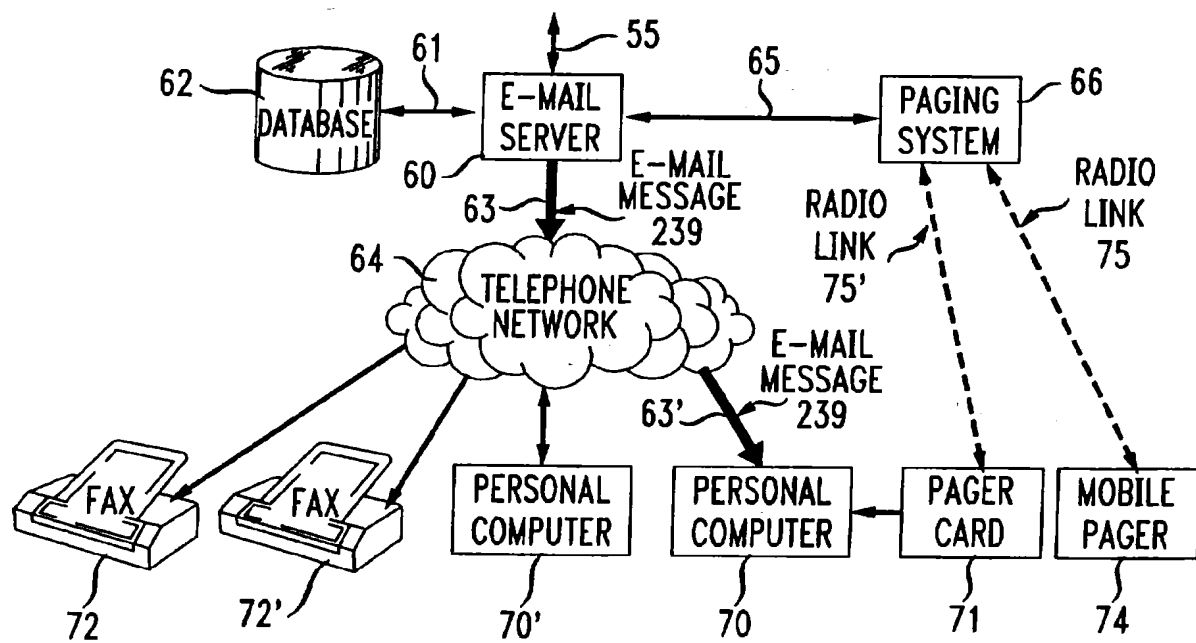 55
61
62
DATABASE
E-MAIL
SERVER
60
65
PAGING
SYSTEM
66
63
E-MAIL
MESSAGE
239
RADIO
LINK
75'
RADIO
LINK
75
64
TELEPHONE
NETWORK
E-MAIL
MESSAGE
239
63'
FAX
72
FAX
72'
PERSONAL
COMPUTER
70'
PERSONAL
COMPUTER
70
PAGER
CARD
71
MOBILE
PAGER
74